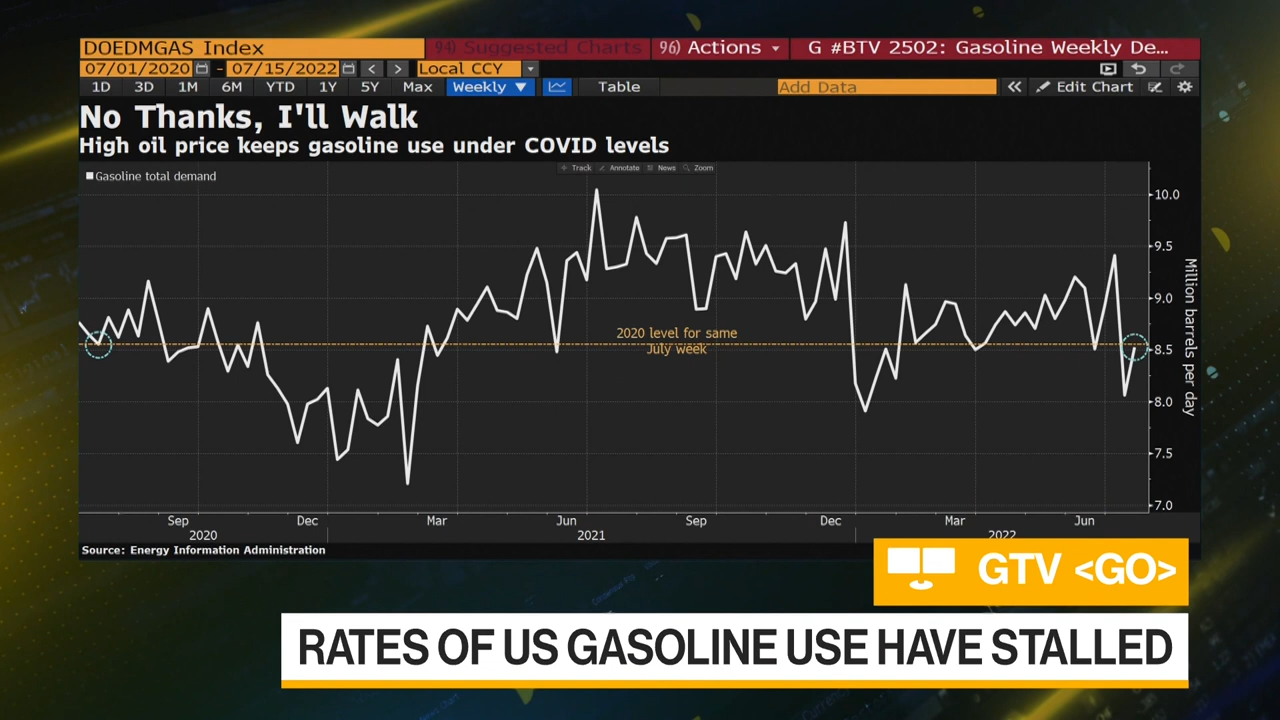 DOEDMGAS Index
94) Suggested Charts
96) Actions
G #BTV 2502: Gasoline Weekly De...
07/01/2020 - 07/15/2022 < > Local CCY
1D 3D 1M 6M YTD 1Y 5Y Max Weekly ▼ Table Add Data « Edit Chart
No Thanks, I'll Walk
High oil price keeps gasoline use under COVID levels
Track Annotate News Zoom
Gasoline total demand
10.0
9.5
9.0
8.5
8.0
7.5
7.0
Million barrels per day
2020 level for same
July week
Sep Dec Mar Jun Sep Dec Mar Jun
2020 2021 2022
Source: Energy Information Administration
GTV <GO>
RATES OF US GASOLINE USE HAVE STALLED